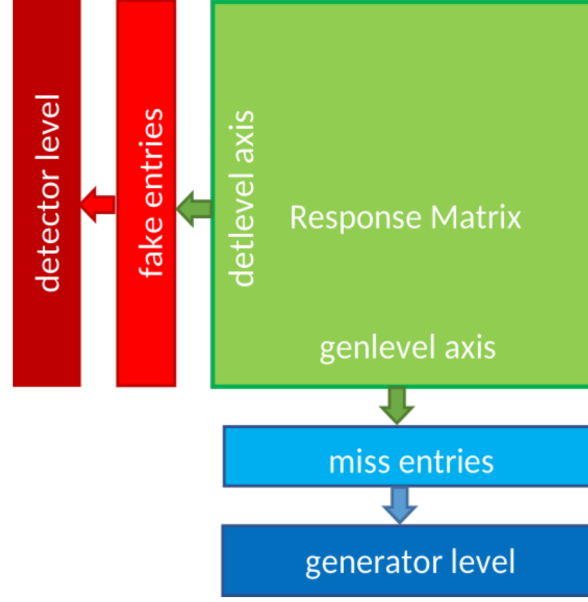 detector level
fake entries
detlevel axis
Response Matrix
genlevel axis
miss entries
generator level